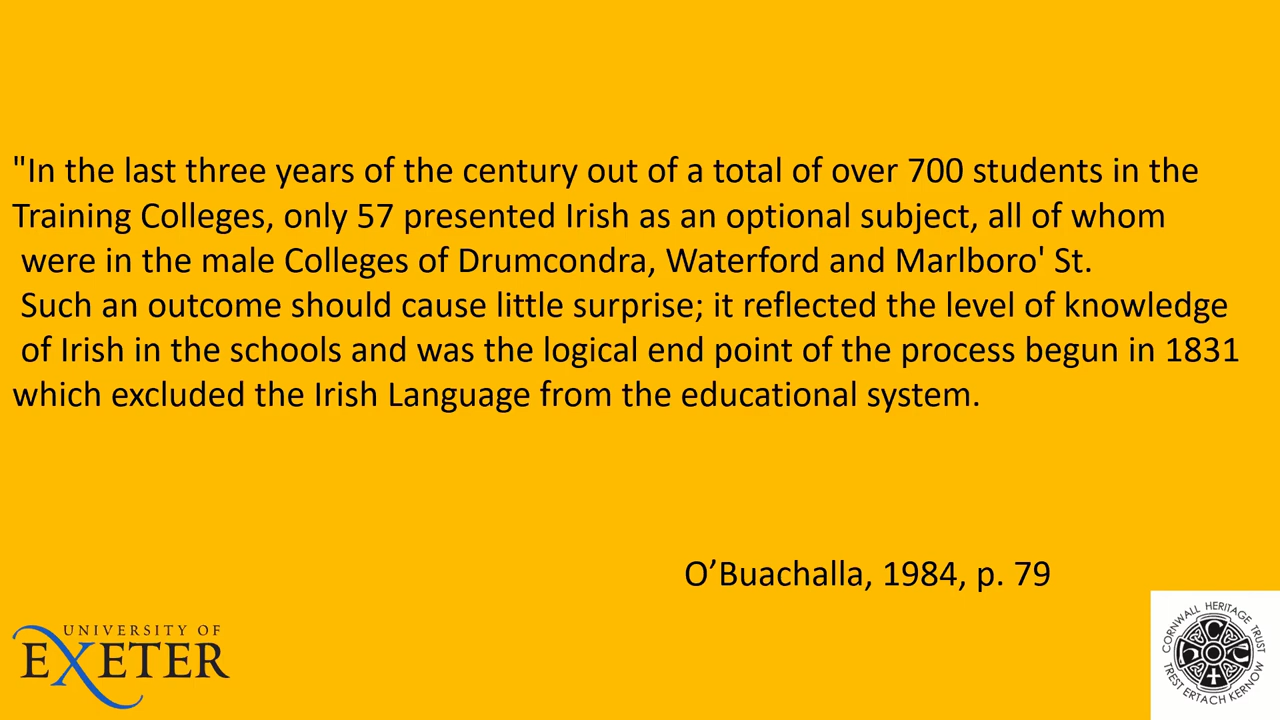 "In the last three years of the century out of a total of over 700 students in the
Training Colleges, only 57 presented Irish as an optional subject, all of whom
were in the male Colleges of Drumcondra, Waterford and Marlboro' St.
Such an outcome should cause little surprise; it reflected the level of knowledge
of Irish in the schools and was the logical end point of the process begun in 1831
which excluded the Irish Language from the educational system.
O’Buachalla, 1984, p. 79
UNIVERSITY OF
EXETER
CORNWALL HERITAGE TRUST
TREST ERTACH KERNOW